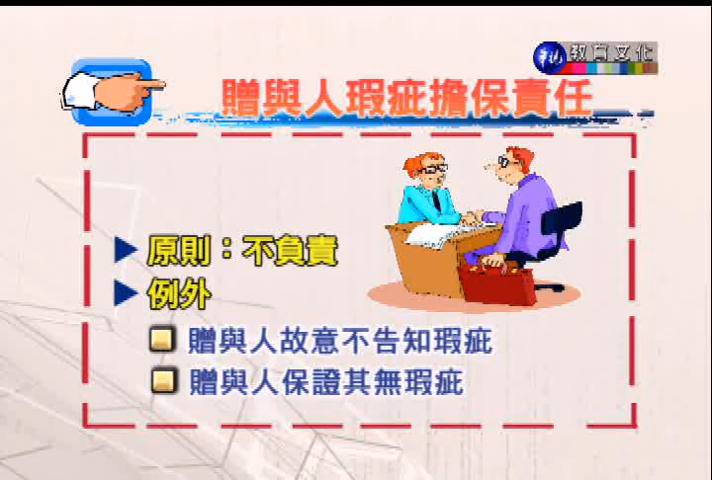 華視 教育文化
贈與人瑕疵擔保責任
原則：不負責
例外
贈與人故意不告知瑕疵
贈與人保證其無瑕疵